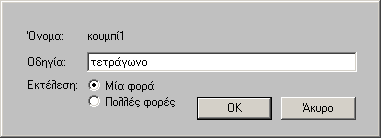 Όνομα: κουμπί1
Οδηγία: τετράγωνο
Εκτέλεση: Μία φορά
Πολλές φορές
OK Άκυρο